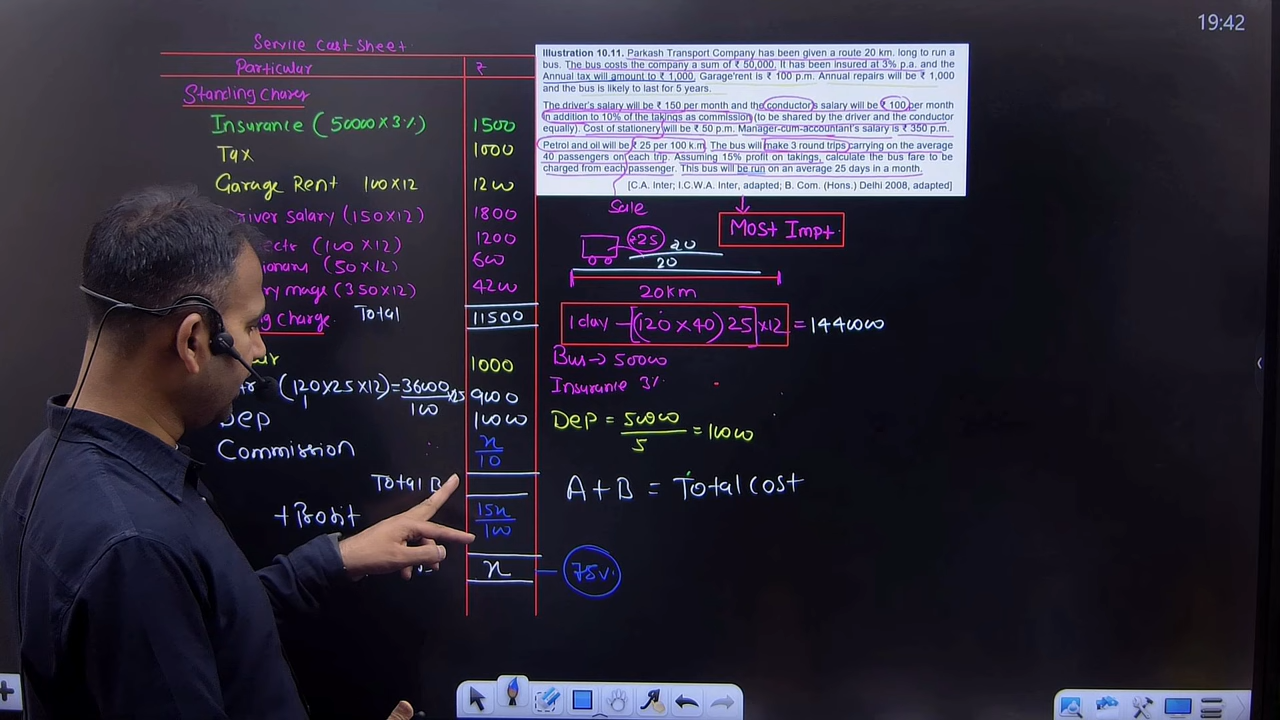 19:42
Service Cost Sheet
Particular ₹
Standing Charg
Insurance (50000×3%) 1500
Tax 1000
Garage Rent 100×12 1200
river salary (150×12) 1800
ectr (100×12) 1200
ionary (50×12) 600
ry mage (350×12) 4200
g charge. Total 11500
ur 1000
(120×25×12)=36000/100 ×25 9000
Dep 10000
Commission x/10
Total B
+ Profit 15x/100
x — 75%.
Illustration 10.11. Parkash Transport Company has been given a route 20 km. long to run a
bus. The bus costs the company a sum of ₹ 50,000. It has been insured at 3% p.a. and the
Annual tax will amount to ₹ 1,000. Garage'rent is ₹ 100 p.m. Annual repairs will be ₹ 1,000
and the bus is likely to last for 5 years.
The driver's salary will be ₹ 150 per month and the conductor's salary will be ₹ 100 per month
in addition to 10% of the takings as commission (to be shared by the driver and the conductor
equally). Cost of stationery will be ₹ 50 p.m. Manager-cum-accountant's salary is ₹ 350 p.m.
Petrol and oil will be ₹ 25 per 100 k.m. The bus will make 3 round trips carrying on the average
40 passengers on each trip. Assuming 15% profit on takings, calculate the bus fare to be
charged from each passenger. This bus will be run on an average 25 days in a month.
[C.A. Inter; I.C.W.A. Inter, adapted; B. Com. (Hons.) Delhi 2008, adapted]
Sale
Most Impt.
₹25 20
20
20km
1 day – [(120 × 40) 25] ×12 = 1440000
Bus → 50000
Insurance 3%
Dep = 50000/5 = 10000
A + B = Total Cost